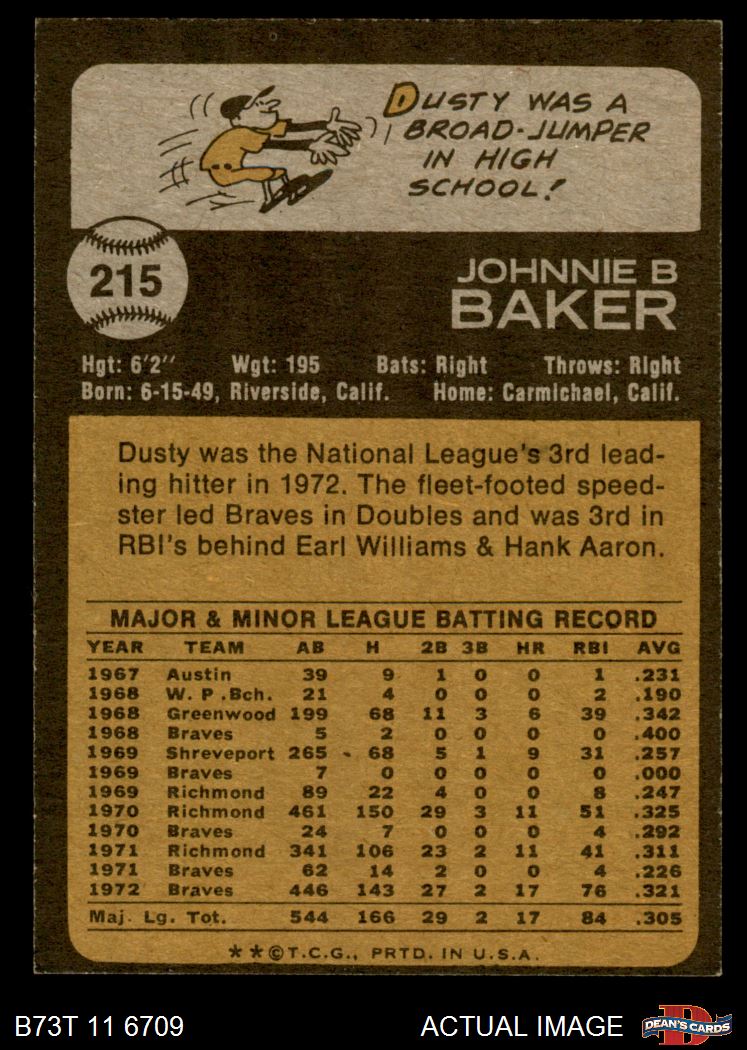 DUSTY WAS A
BROAD-JUMPER
IN HIGH
SCHOOL!
215
JOHNNIE B
BAKER
Hgt: 6'2'' Wgt: 195 Bats: Right Throws: Right
Born: 6-15-49, Riverside, Calif. Home: Carmichael, Calif.
Dusty was the National League's 3rd lead-
ing hitter in 1972. The fleet-footed speed-
ster led Braves in Doubles and was 3rd in
RBI's behind Earl Williams & Hank Aaron.
MAJOR & MINOR LEAGUE BATTING RECORD
YEAR TEAM AB H 2B 3B HR RBI AVG
1967 Austin 39 9 1 0 0 1 .231
1968 W. P. Bch. 21 4 0 0 0 2 .190
1968 Greenwood 199 68 11 3 6 39 .342
1968 Braves 5 2 0 0 0 0 .400
1969 Shreveport 265 68 5 1 9 31 .257
1969 Braves 7 0 0 0 0 0 .000
1969 Richmond 89 22 4 0 0 8 .247
1970 Richmond 461 150 29 3 11 51 .325
1970 Braves 24 7 0 0 0 4 .292
1971 Richmond 341 106 23 2 11 41 .311
1971 Braves 62 14 2 0 0 4 .226
1972 Braves 446 143 27 2 17 76 .321
Maj. Lg. Tot. 544 166 29 2 17 84 .305
**©T.C.G., PRTD. IN U.S.A.
B73T 11 6709 ACTUAL IMAGE DEAN'S CARDS